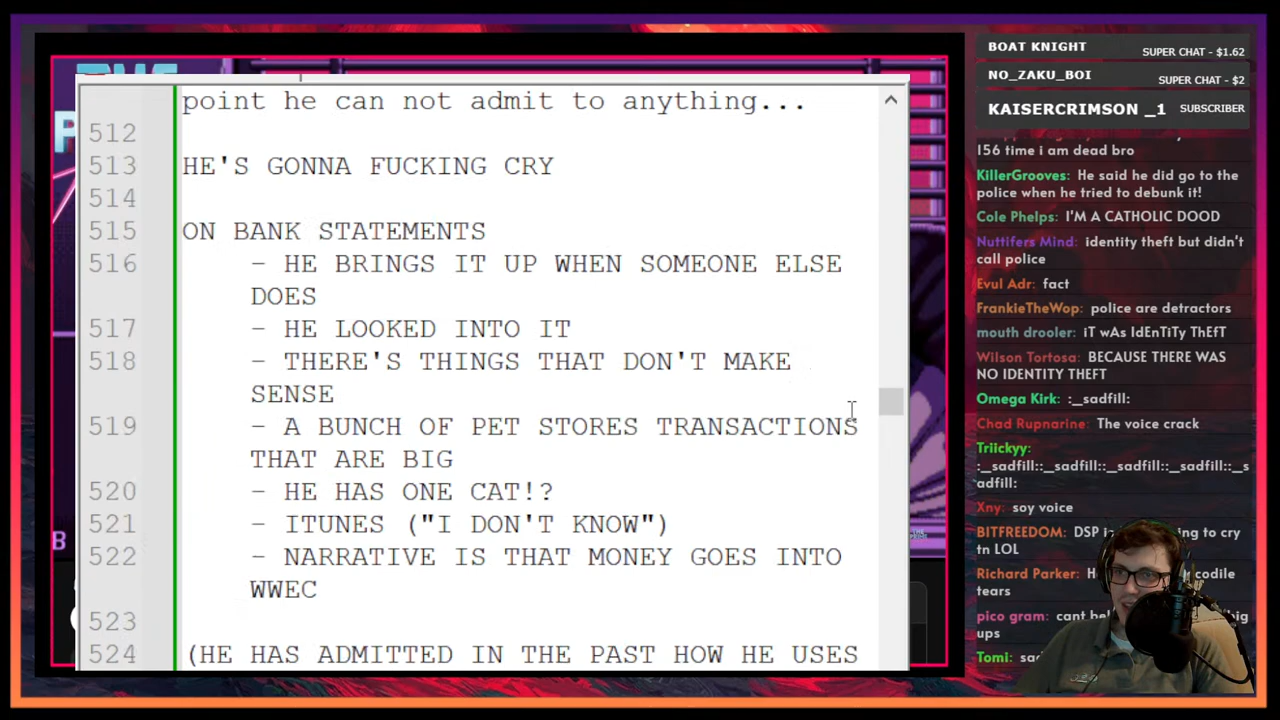 point he can not admit to anything...
512
513 HE'S GONNA FUCKING CRY
514
515 ON BANK STATEMENTS
516 - HE BRINGS IT UP WHEN SOMEONE ELSE
DOES
517 - HE LOOKED INTO IT
518 - THERE'S THINGS THAT DON'T MAKE
SENSE
519 - A BUNCH OF PET STORES TRANSACTIONS
THAT ARE BIG
520 - HE HAS ONE CAT!?
521 - ITUNES ("I DON'T KNOW")
522 - NARRATIVE IS THAT MONEY GOES INTO
WWEC
523
524 (HE HAS ADMITTED IN THE PAST HOW HE USES
BOAT KNIGHT SUPER CHAT - $1.62
NO_ZAKU_BOI SUPER CHAT - $2
KAISERCRIMSON _1 SUBSCRIBER
156 time i am dead bro
KillerGrooves: He said he did go to the
police when he tried to debunk it!
Cole Phelps: I'M A CATHOLIC DOOD
Nuttifers Mind: identity theft but didn't
call police
Evul Adr: fact
FrankieTheWop: police are detractors
mouth drooler: iT wAs IdEnTiTy ThEfT
Wilson Tortosa: BECAUSE THERE WAS
NO IDENTITY THEFT
Omega Kirk: :_sadfill:
Chad Rupnarine: The voice crack
Triickyy:
:_sadfill::_sadfill::_sadfill::_sadfill::_s
adfill:
Xny: soy voice
BITFREEDOM: DSP ing to cry
tn LOL
Richard Parker: codile
tears
pico gram: cant big
ups
Tomi: